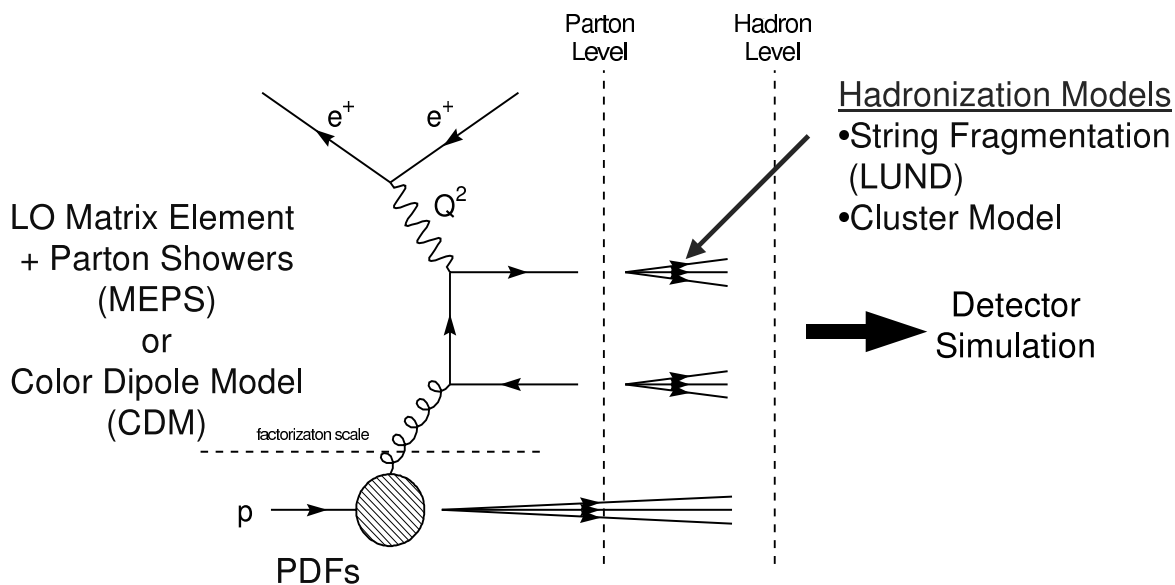 Parton
Level
Hadron
Level
e+
e+
Hadronization Models
•String Fragmentation
(LUND)
•Cluster Model
Q2
LO Matrix Element
+ Parton Showers
(MEPS)
or
Color Dipole Model
(CDM)
Detector
Simulation
factorizaton scale
p
PDFs